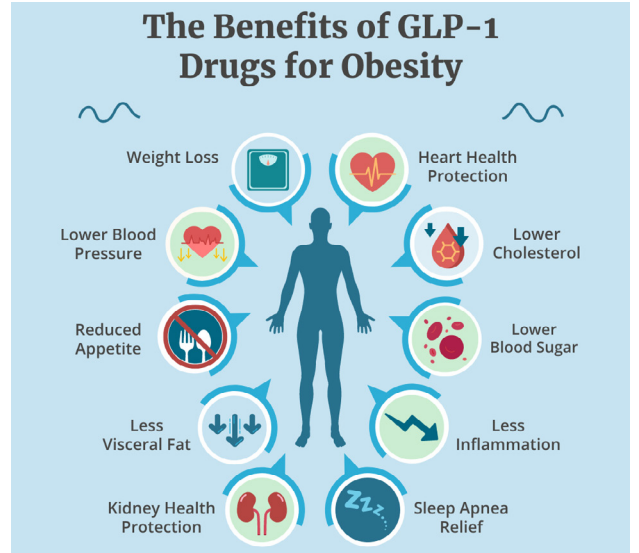 The Benefits of GLP-1
Drugs for Obesity
Weight Loss
Heart Health
Protection
Lower Blood
Pressure
Lower
Cholesterol
Reduced
Appetite
Lower
Blood Sugar
Less
Visceral Fat
Less
Inflammation
Kidney Health
Protection
Sleep Apnea
Relief
ZZZ